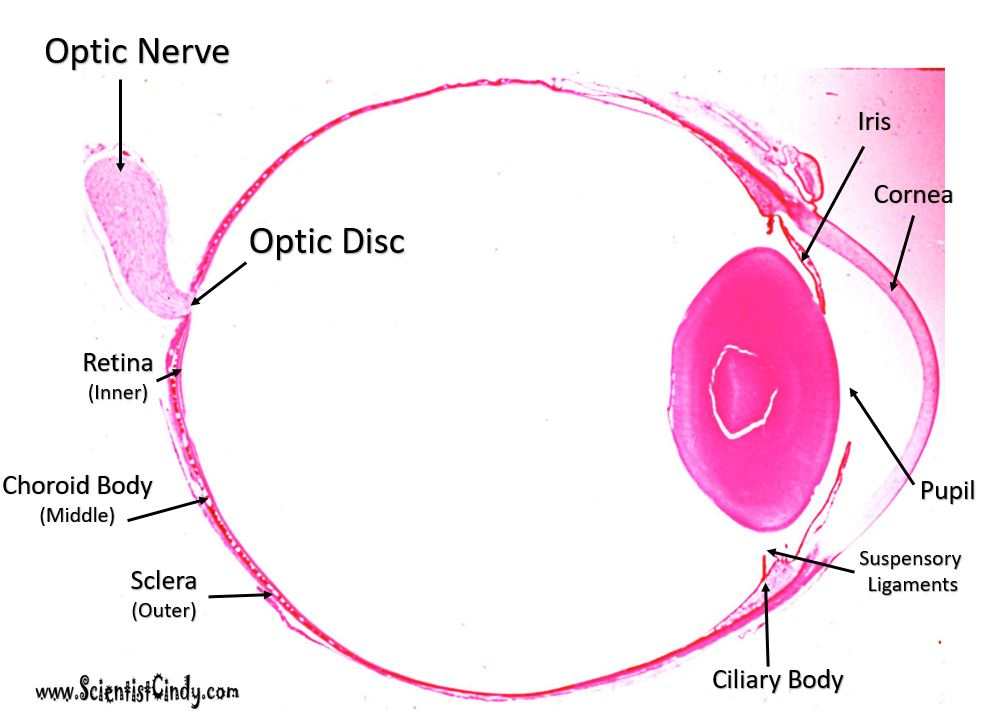 Optic Nerve
Iris
Cornea
Optic Disc
Retina
(Inner)
Choroid Body
(Middle)
Pupil
Suspensory
Ligaments
Sclera
(Outer)
Ciliary Body
www.ScientistCindy.com